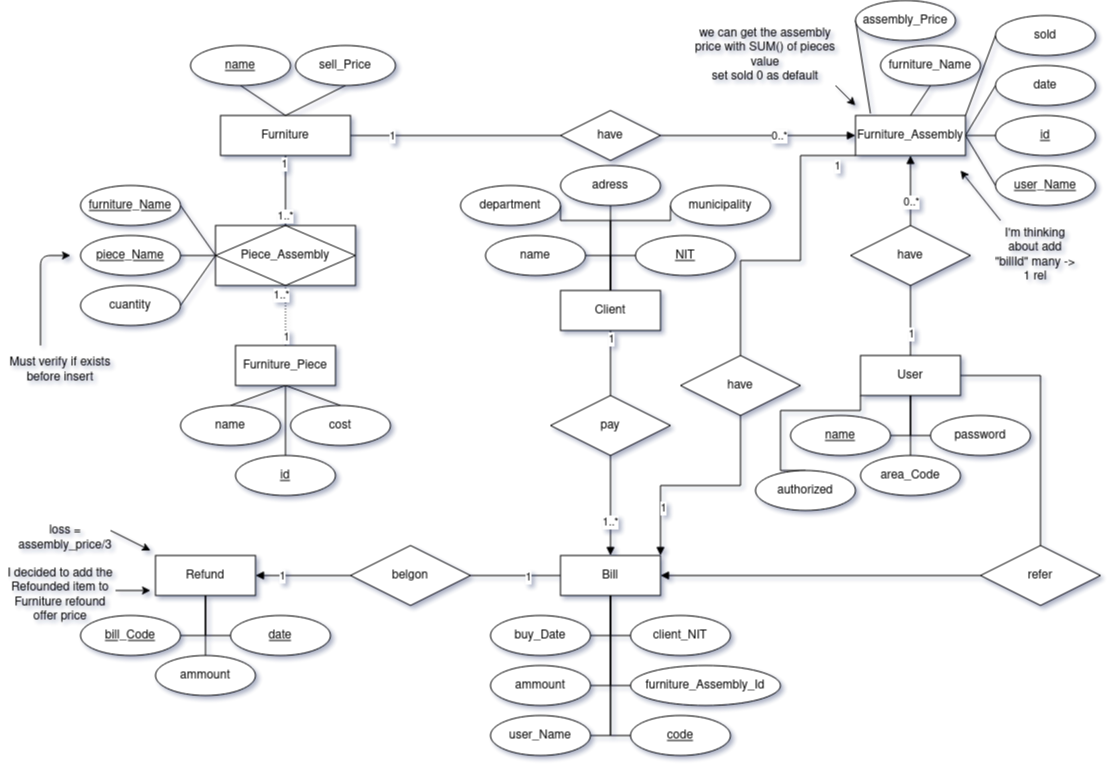 assembly_Price
we can get the assembly
price with SUM() of pieces
value
set sold 0 as default
sold
name
sell_Price
furniture_Name
date
Furniture
1
have
0..*
Furniture_Assembly
id
1
1
adress
user_Name
department
municipality
furniture_Name
1..*
0..*
I'm thinking
about add
"billId" many ->
1 rel
piece_Name
Piece_Assembly
name
NIT
have
cuantity
1..*
Client
1
1
1
Must verify if exists
before insert
Furniture_Piece
have
User
name
cost
pay
name
password
id
area_Code
authorized
1
1..*
loss =
assembly_price/3
I decided to add the
Refounded item to
Furniture refound
offer price
Refund
1
belgon
1
Bill
refer
bill_Code
date
buy_Date
client_NIT
ammount
ammount
furniture_Assembly_Id
user_Name
code